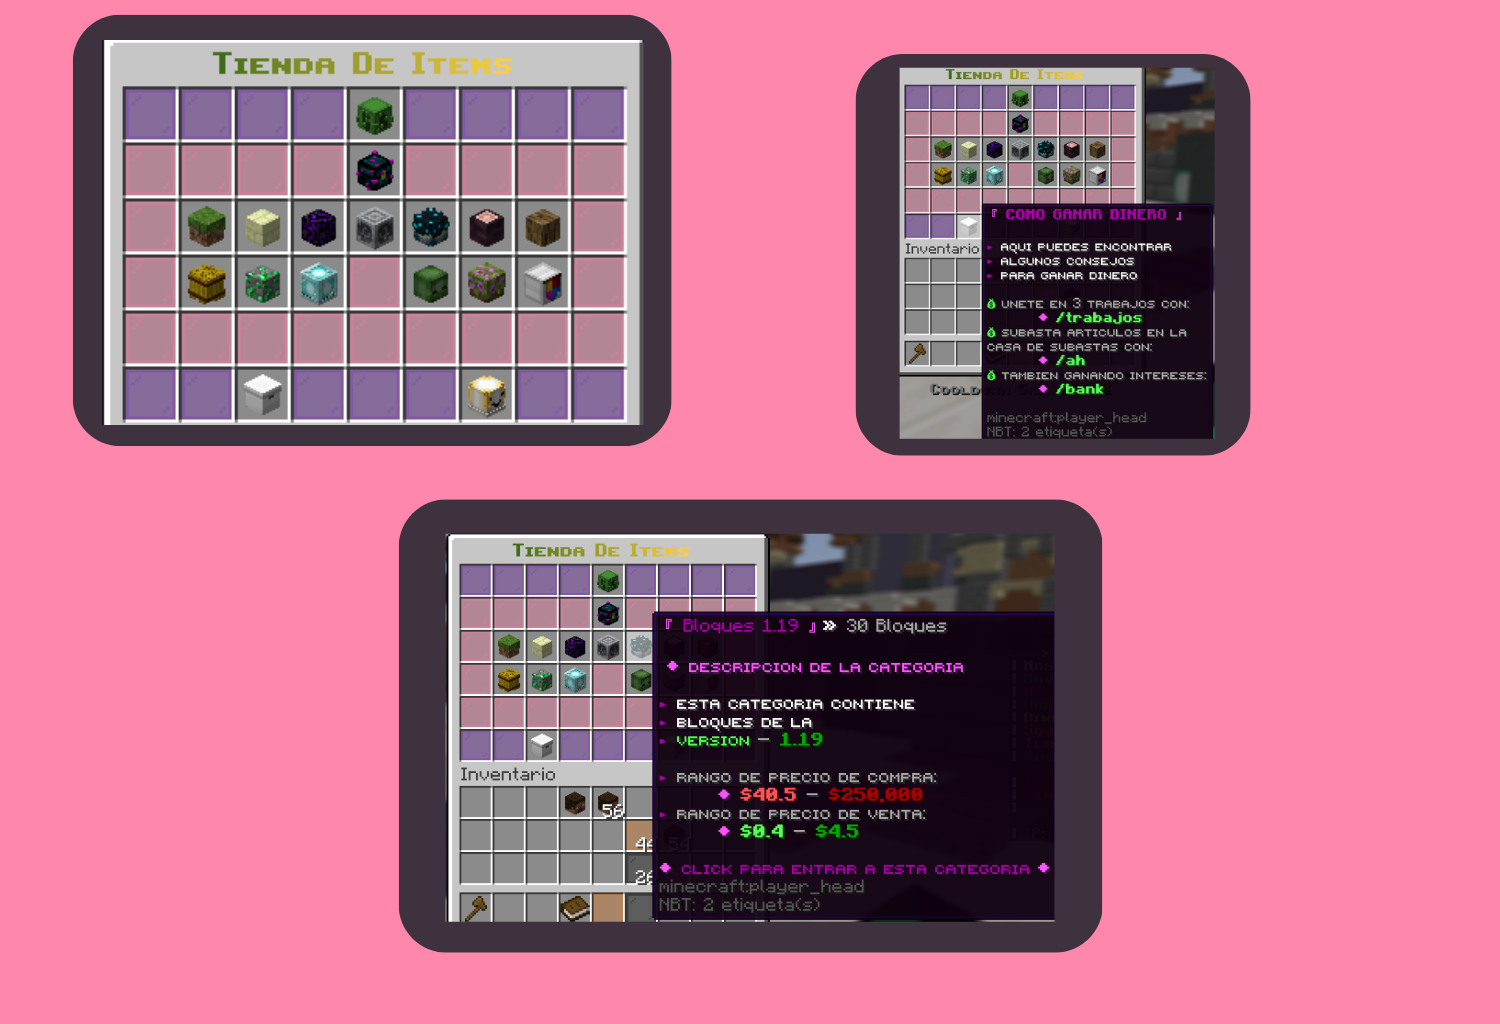 Tienda De Items
Tienda De Items
Inventario
『 COMO GANAR DINERO 』
▸ AQUI PUEDES ENCONTRAR
▸ ALGUNOS CONSEJOS
▸ PARA GANAR DINERO
UNETE EN 3 TRABAJOS CON:
◆ /trabajos
SUBASTA ARTICULOS EN LA
CASA DE SUBASTAS CON:
◆ /ah
TAMBIEN GANANDO INTERESES:
◆ /bank
minecraft:player_head
NBT: 2 etiqueta(s)
Tienda De Items
『 Bloques 1.19 』» 30 Bloques
◆ DESCRIPCION DE LA CATEGORIA
▸ ESTA CATEGORIA CONTIENE
▸ BLOQUES DE LA
▸ VERSION – 1.19
▸ RANGO DE PRECIO DE COMPRA:
◆ $40.5 – $250,000
▸ RANGO DE PRECIO DE VENTA:
◆ $0.4 – $4.5
◆ CLICK PARA ENTRAR A ESTA CATEGORIA ◆
minecraft:player_head
NBT: 2 etiqueta(s)
Inventario
56